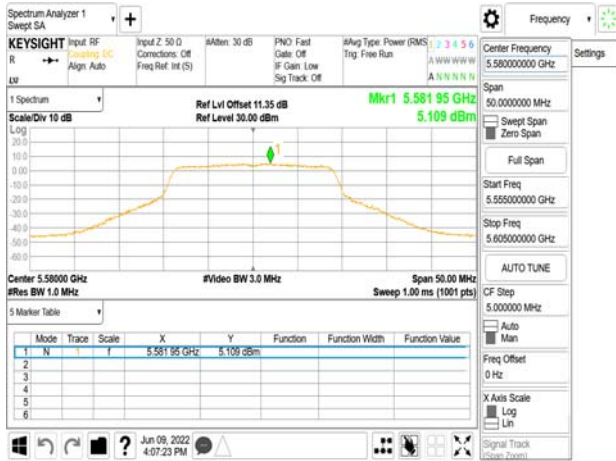 Spectrum Analyzer 1
Swept SA
Frequency
Settings
KEYSIGHT
R
Input: RF
Coupling: DC
Align: Auto
Input Z: 50 Ω
Corrections: Off
Freq Ref: Int (S)
#Atten: 30 dB
PNO: Fast
Gate: Off
IF Gain: Low
Sig Track: Off
#Avg Type: Power (RMS
Trig: Free Run
1 2 3 4 5 6
A W W W W W
A N N N N N
1 Spectrum
Scale/Div 10 dB
Log
Ref Lvl Offset 11.35 dB
Ref Level 30.00 dBm
Mkr1 5.581 95 GHz
5.109 dBm
1
20.0
10.0
0.00
-10.0
-20.0
-30.0
-40.0
-50.0
-60.0
Center 5.58000 GHz
#Res BW 1.0 MHz
#Video BW 3.0 MHz
Span 50.00 MHz
Sweep 1.00 ms (1001 pts)
5 Marker Table
Mode Trace Scale X Y Function Function Width Function Value
1 N 1 f 5.581 95 GHz 5.109 dBm
2
3
4
5
6
Jun 09, 2022
4:07:23 PM
Center Frequency
5.580000000 GHz
Span
50.0000000 MHz
Swept Span
Zero Span
Full Span
Start Freq
5.555000000 GHz
Stop Freq
5.605000000 GHz
AUTO TUNE
CF Step
5.000000 MHz
Auto
Man
Freq Offset
0 Hz
X Axis Scale
Log
Lin
Signal Track
(Span Zoom)